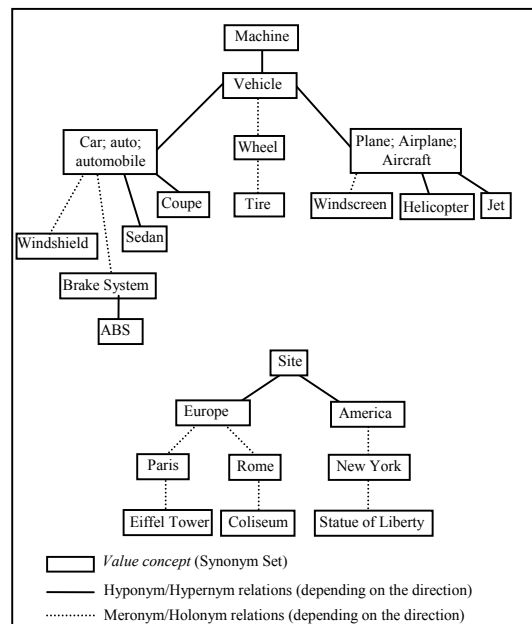 Machine
Vehicle
Car; auto;
automobile
Wheel
Plane; Airplane;
Aircraft
Coupe
Tire
Windscreen
Helicopter
Jet
Windshield
Sedan
Brake System
ABS
Site
Europe
America
Paris
Rome
New York
Eiffel Tower
Coliseum
Statue of Liberty
Value concept (Synonym Set)
Hyponym/Hypernym relations (depending on the direction)
Meronym/Holonym relations (depending on the direction)